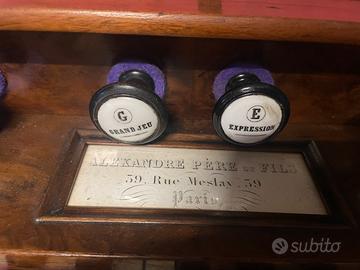 G
GRAND JEU
E
EXPRESSION
ALEXANDRE PÈRE ET FILS
39, Rue Meslay, 39
Paris
subito